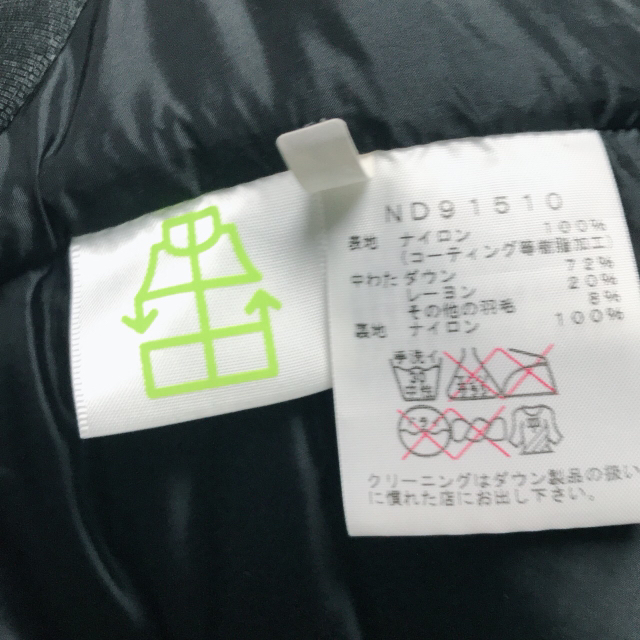 ND91510
表地 ナイロン 100%
(コーティング等樹脂加工)
中わた ダウン 72%
レーヨン 20%
その他の羽毛 8%
裏地 ナイロン 100%
手洗イ
クリーニングはダウン製品の扱い
に慣れた店にお出し下さい。